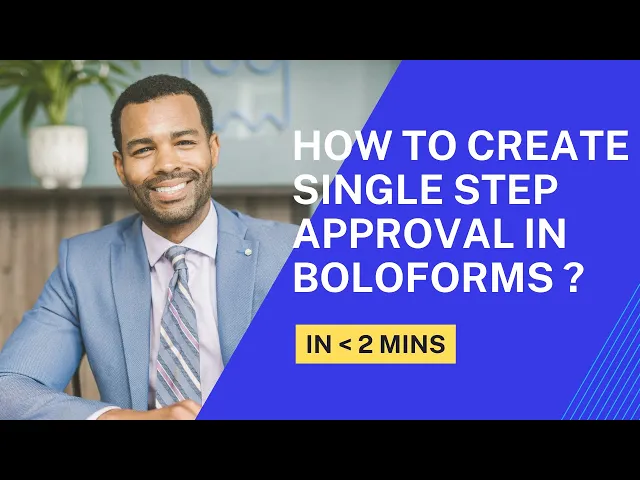 HOW TO CREATE
SINGLE STEP
APPROVAL IN
BOLOFORMS ?
IN < 2 MINS